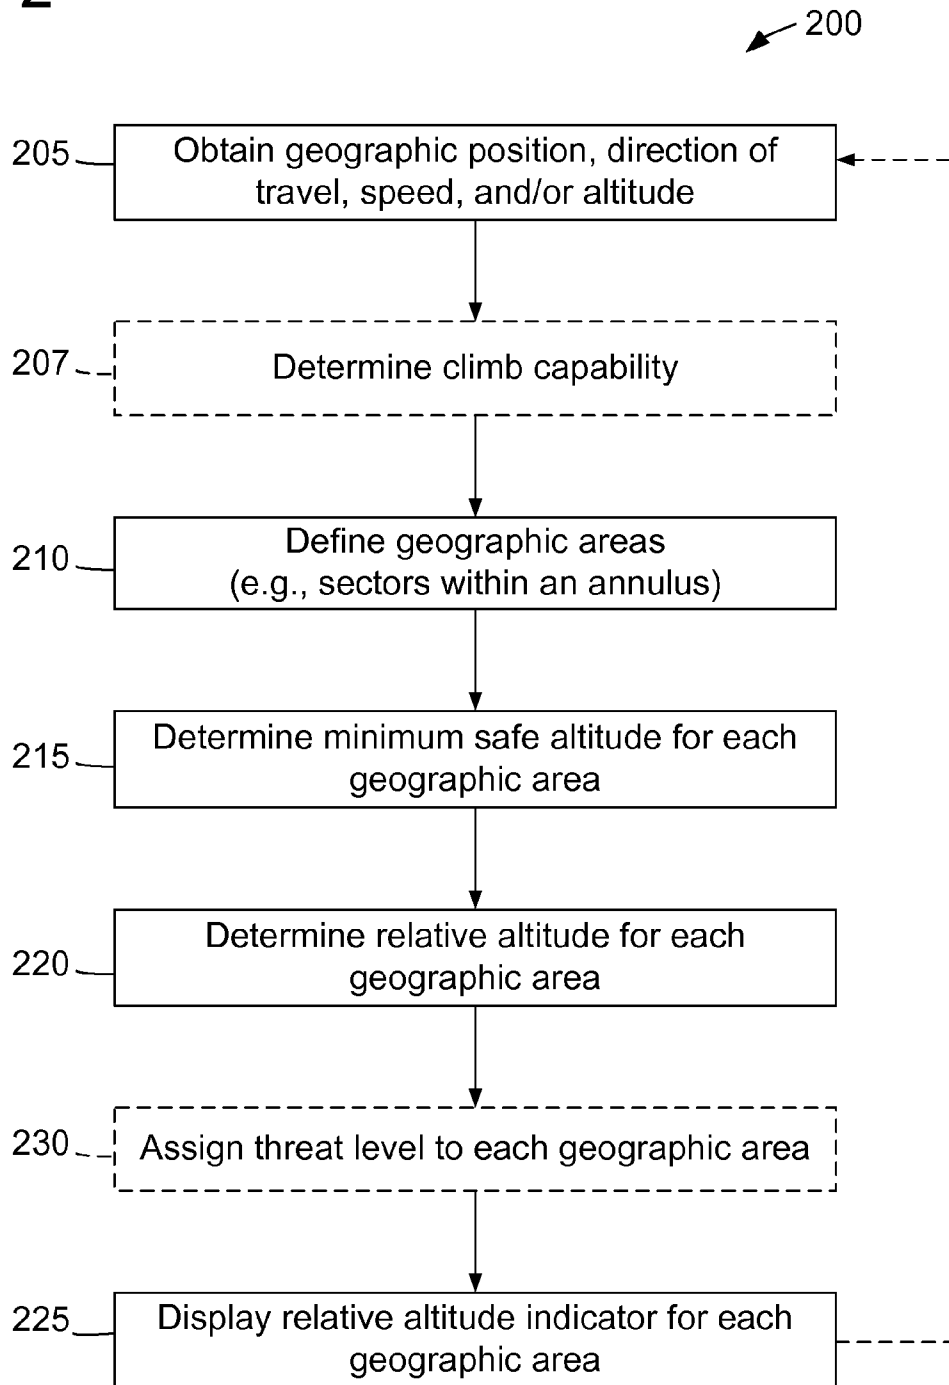 200
205
Obtain geographic position, direction of
travel, speed, and/or altitude
207
Determine climb capability
210
Define geographic areas
(e.g., sectors within an annulus)
215
Determine minimum safe altitude for each
geographic area
220
Determine relative altitude for each
geographic area
230
Assign threat level to each geographic area
225
Display relative altitude indicator for each
geographic area